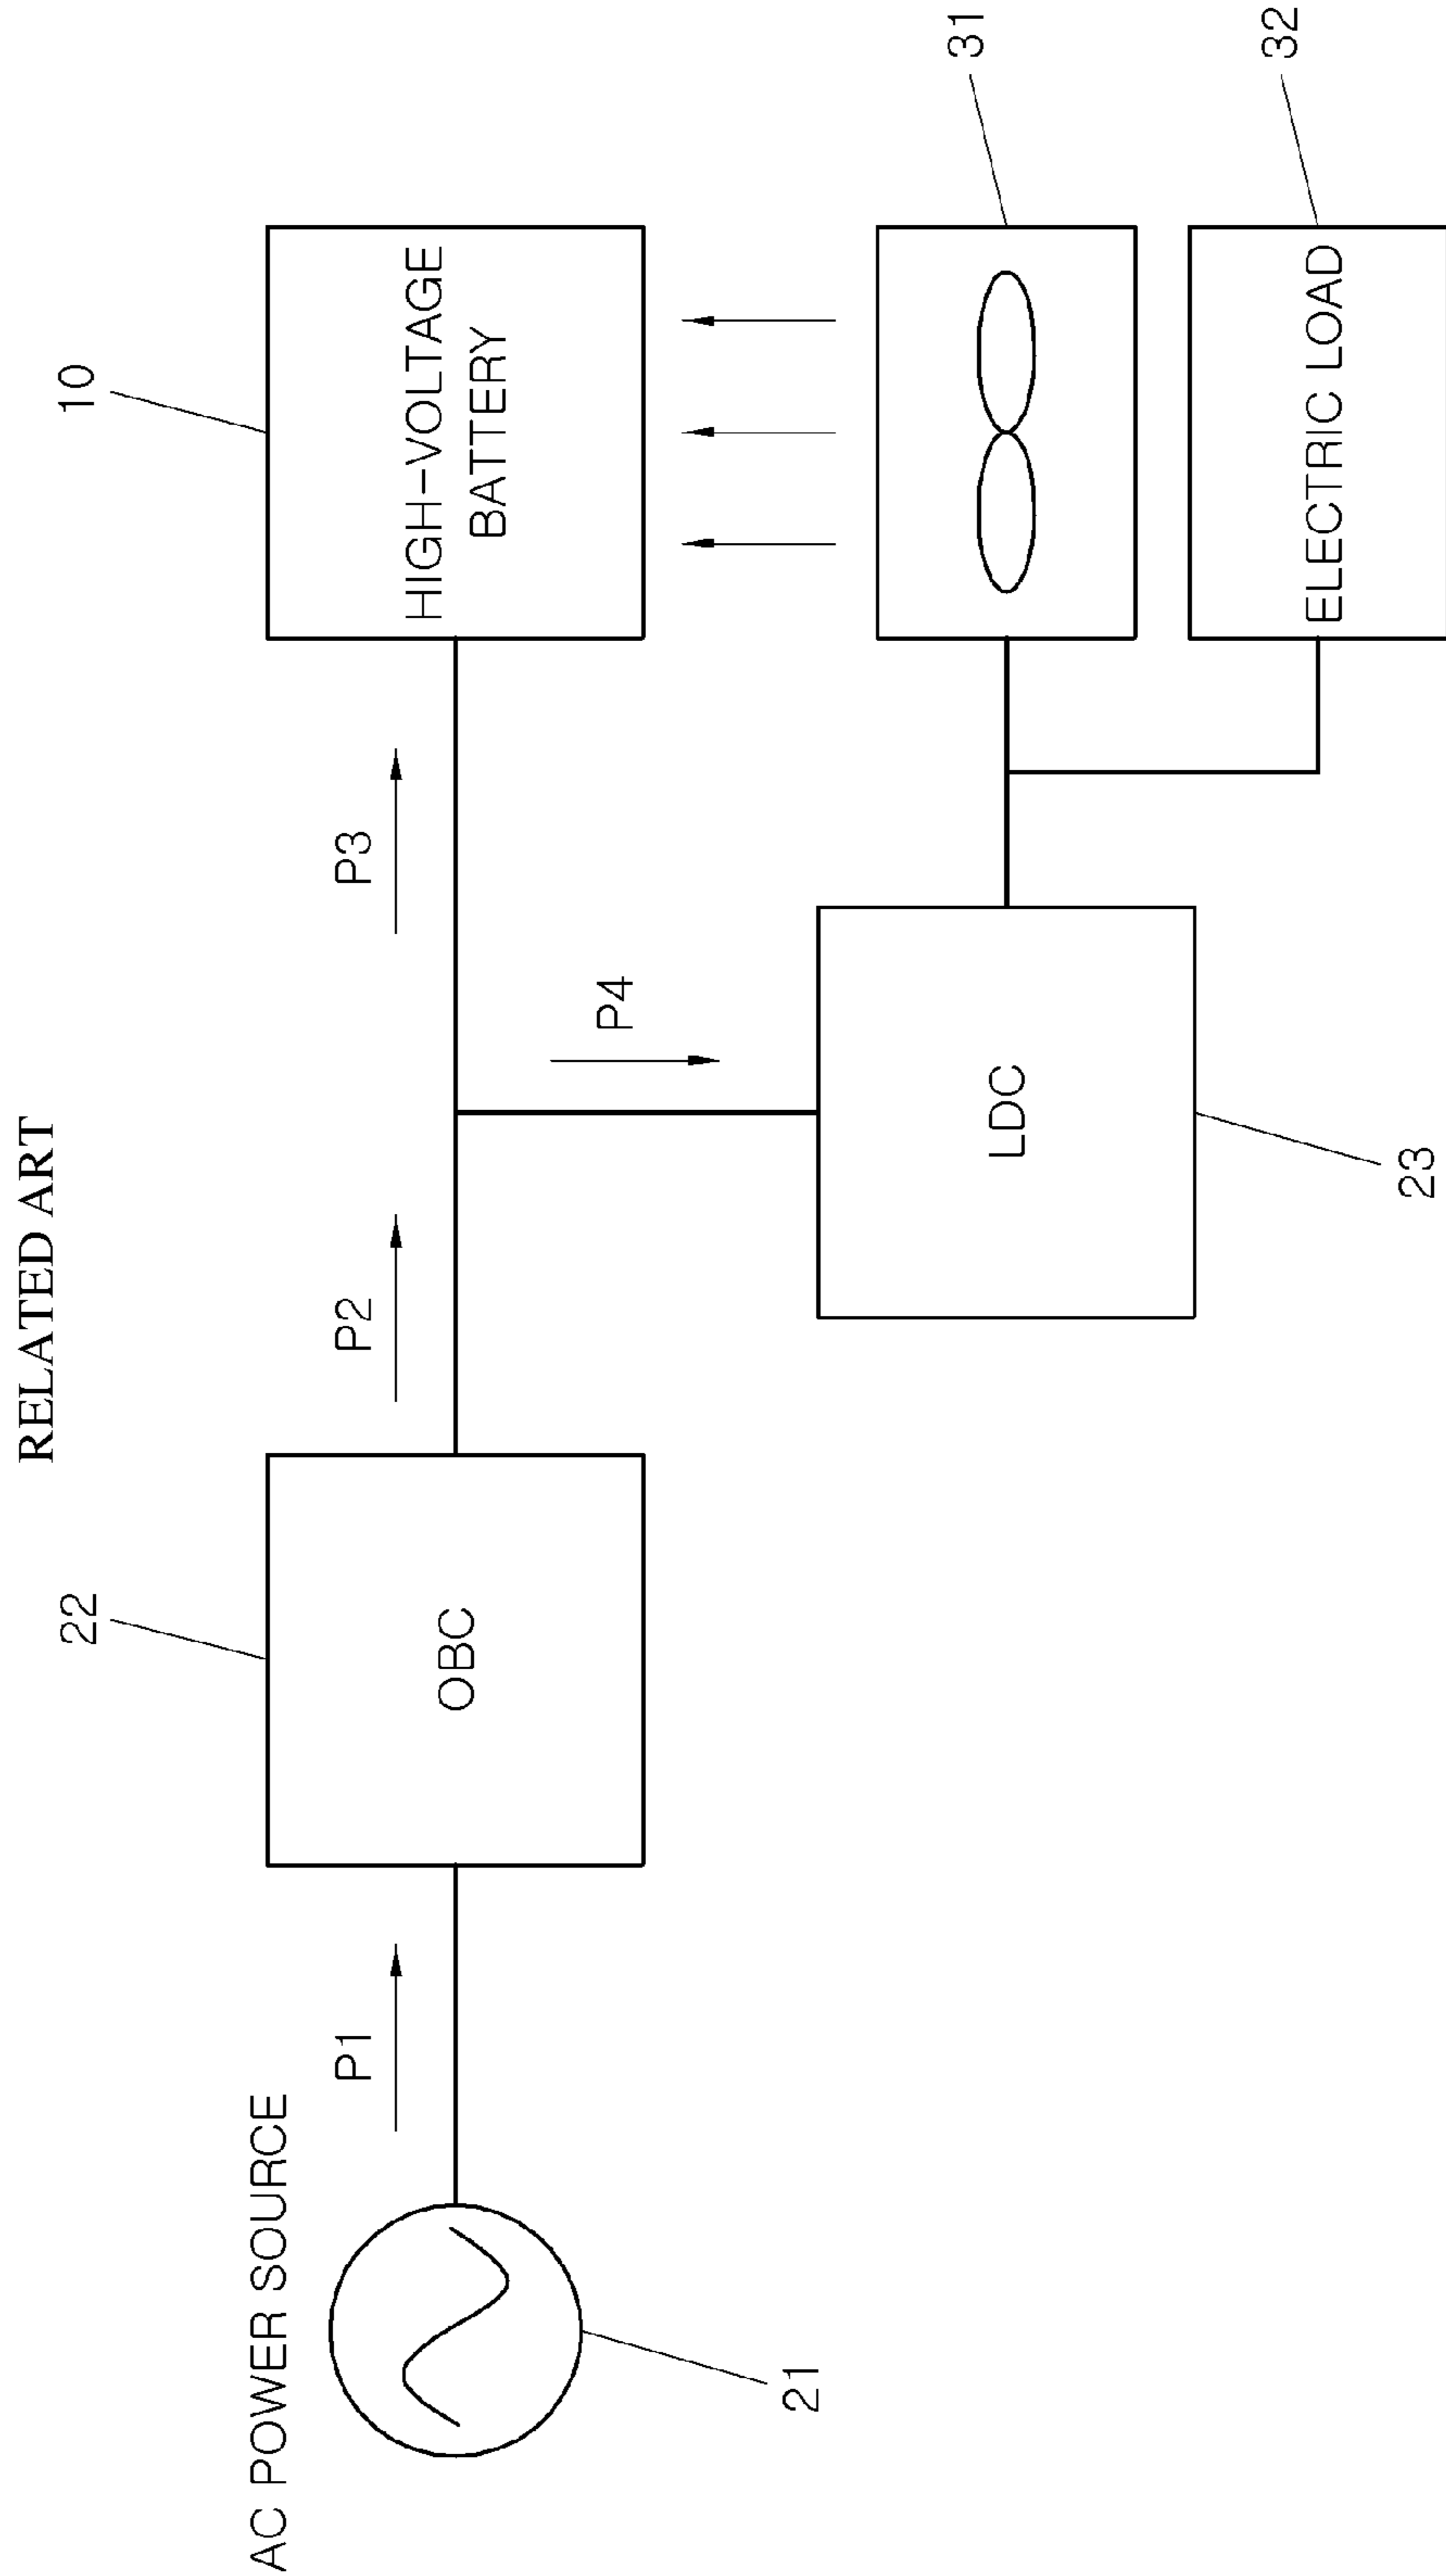 RELATED ART
AC POWER SOURCE
P1
21
22
OBC
P2
P3
P4
10
HIGH-VOLTAGE
BATTERY
LDC
23
31
ELECTRIC LOAD
32